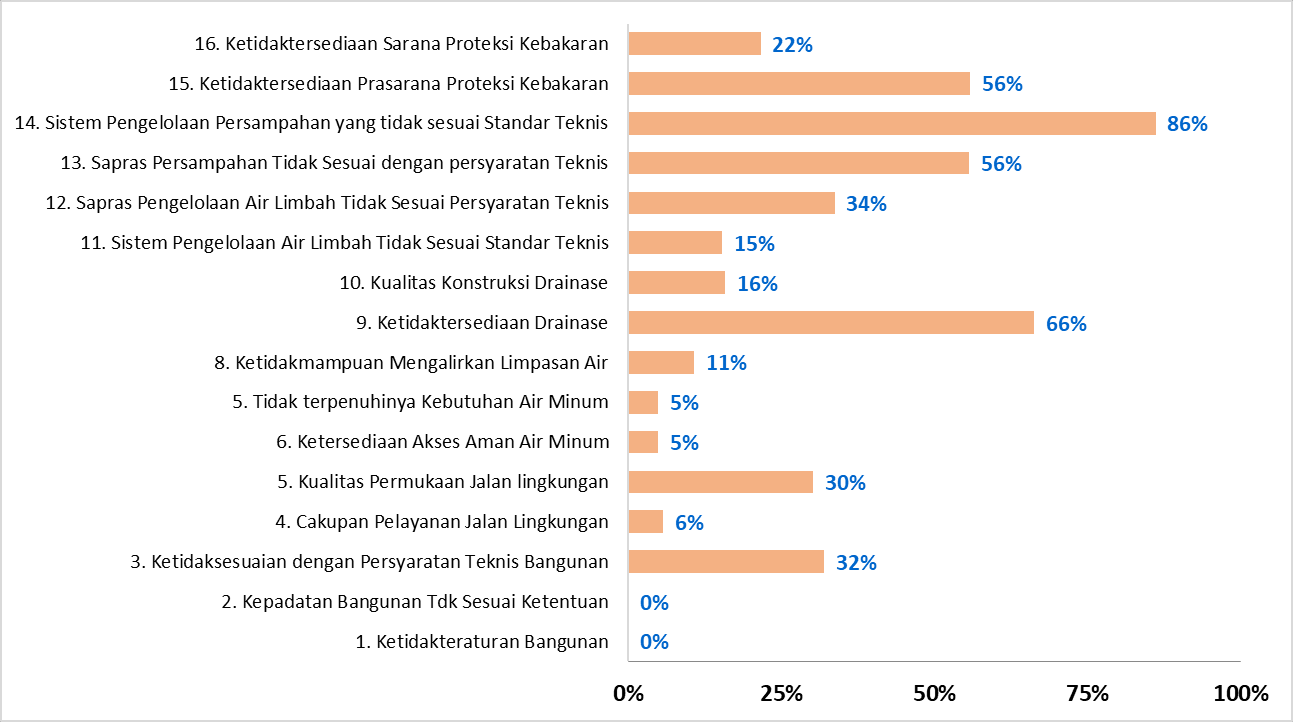 16. Ketidaktersediaan Sarana Proteksi Kebakaran 22%
15. Ketidaktersediaan Prasarana Proteksi Kebakaran 56%
14. Sistem Pengelolaan Persampahan yang tidak sesuai Standar Teknis 86%
13. Sapras Persampahan Tidak Sesuai dengan persyaratan Teknis 56%
12. Sapras Pengelolaan Air Limbah Tidak Sesuai Persyaratan Teknis 34%
11. Sistem Pengelolaan Air Limbah Tidak Sesuai Standar Teknis 15%
10. Kualitas Konstruksi Drainase 16%
9. Ketidaktersediaan Drainase 66%
8. Ketidakmampuan Mengalirkan Limpasan Air 11%
5. Tidak terpenuhinya Kebutuhan Air Minum 5%
6. Ketersediaan Akses Aman Air Minum 5%
5. Kualitas Permukaan Jalan lingkungan 30%
4. Cakupan Pelayanan Jalan Lingkungan 6%
3. Ketidaksesuaian dengan Persyaratan Teknis Bangunan 32%
2. Kepadatan Bangunan Tdk Sesuai Ketentuan 0%
1. Ketidakteraturan Bangunan 0%
0% 25% 50% 75% 100%